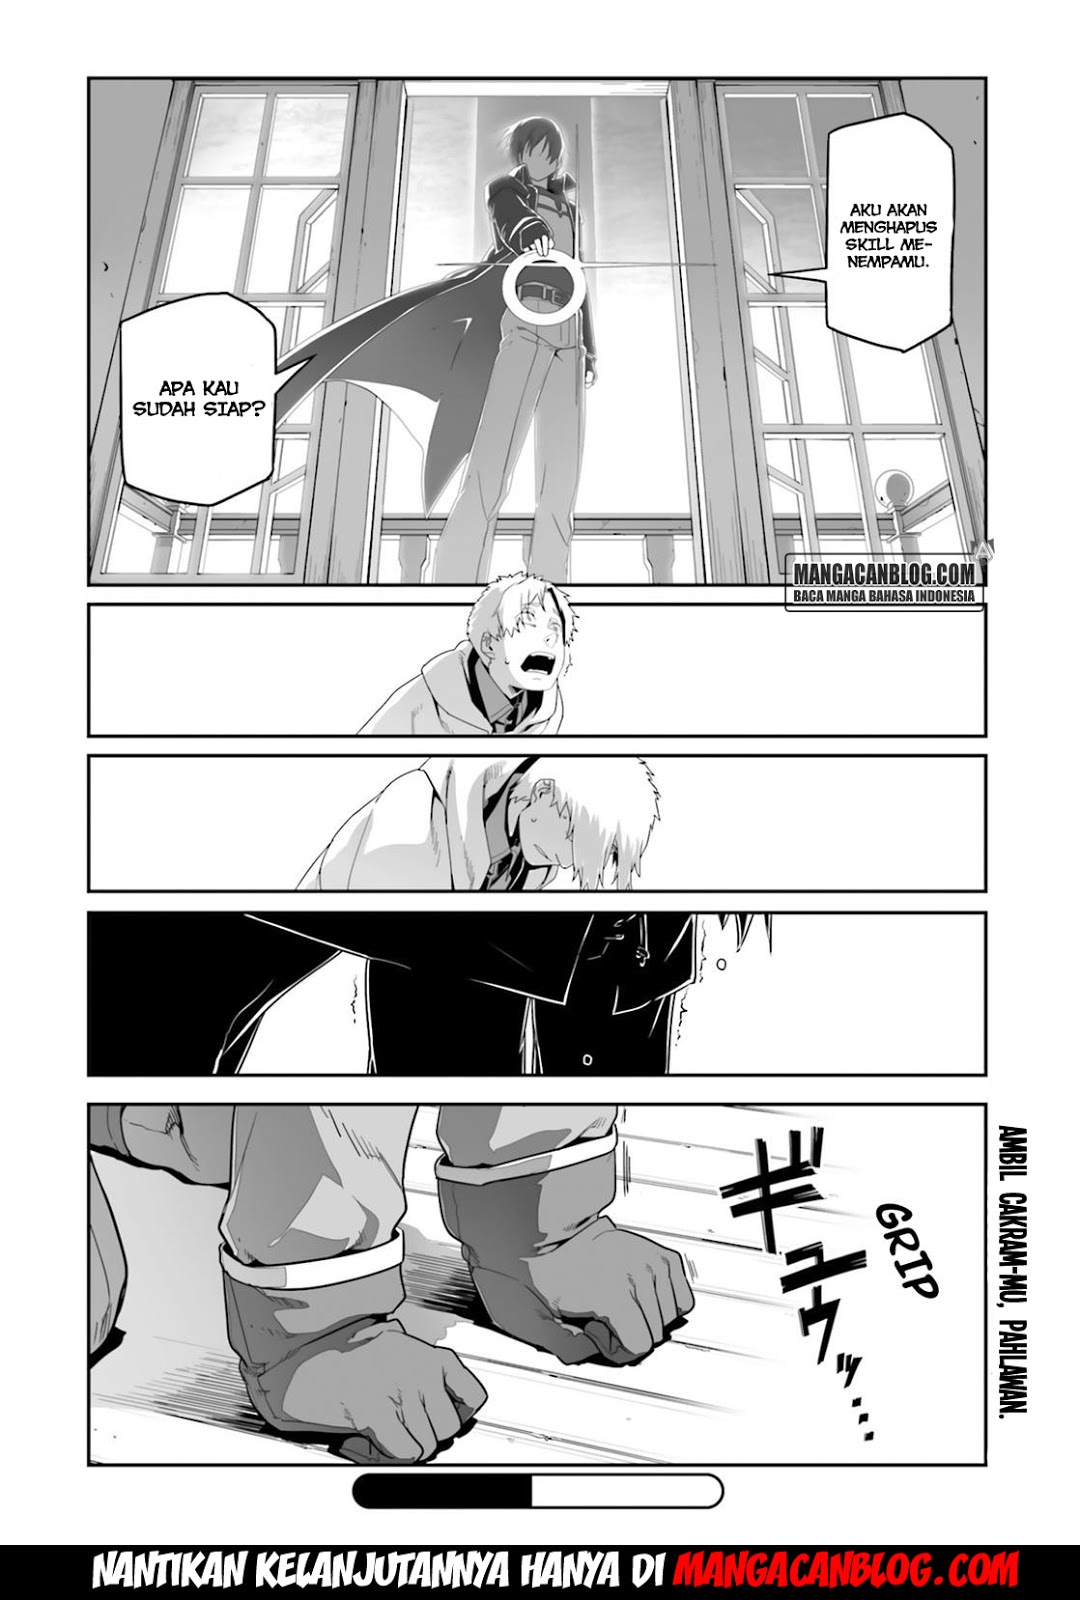 AKU AKAN
MENGHAPUS
SKILL ME-
NEMPAMU.
APA KAU
SUDAH SIAP?
MANGACANBLOG.COM
BACA MANGA BAHASA INDONESIA
ギュウッ…
GRIP
AMBIL CAKRAM-MU, PAHLAWAN.
NANTIKAN KELANJUTANNYA HANYA DI MANGACANBLOG.COM